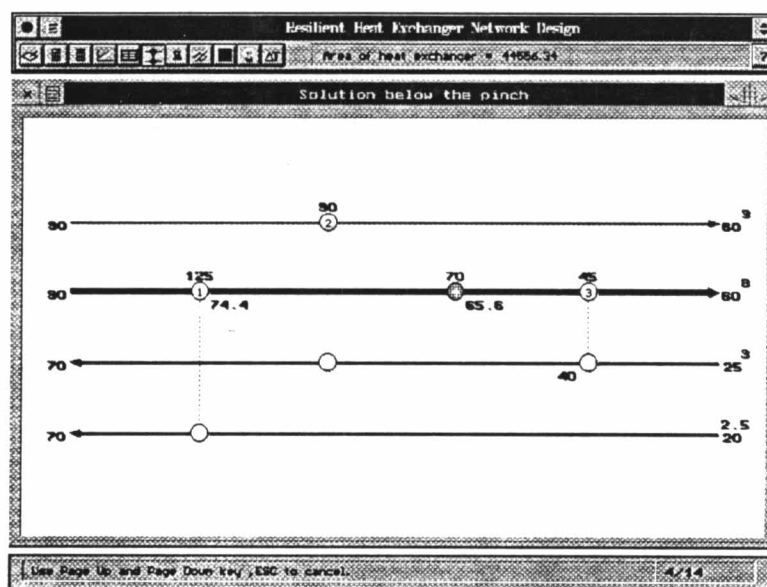 Resilient Heat Exchanger Network Design
ΔT Area of heat exchanger = 44556.34 ?
Solution below the pinch
90
90 2 60 3
125 70 45
90 1 74.4 65.6 3 60 8
70 40 25 3
70 20 2.5
Use Page Up and Page Down key ,ESC to cancel. 4/14